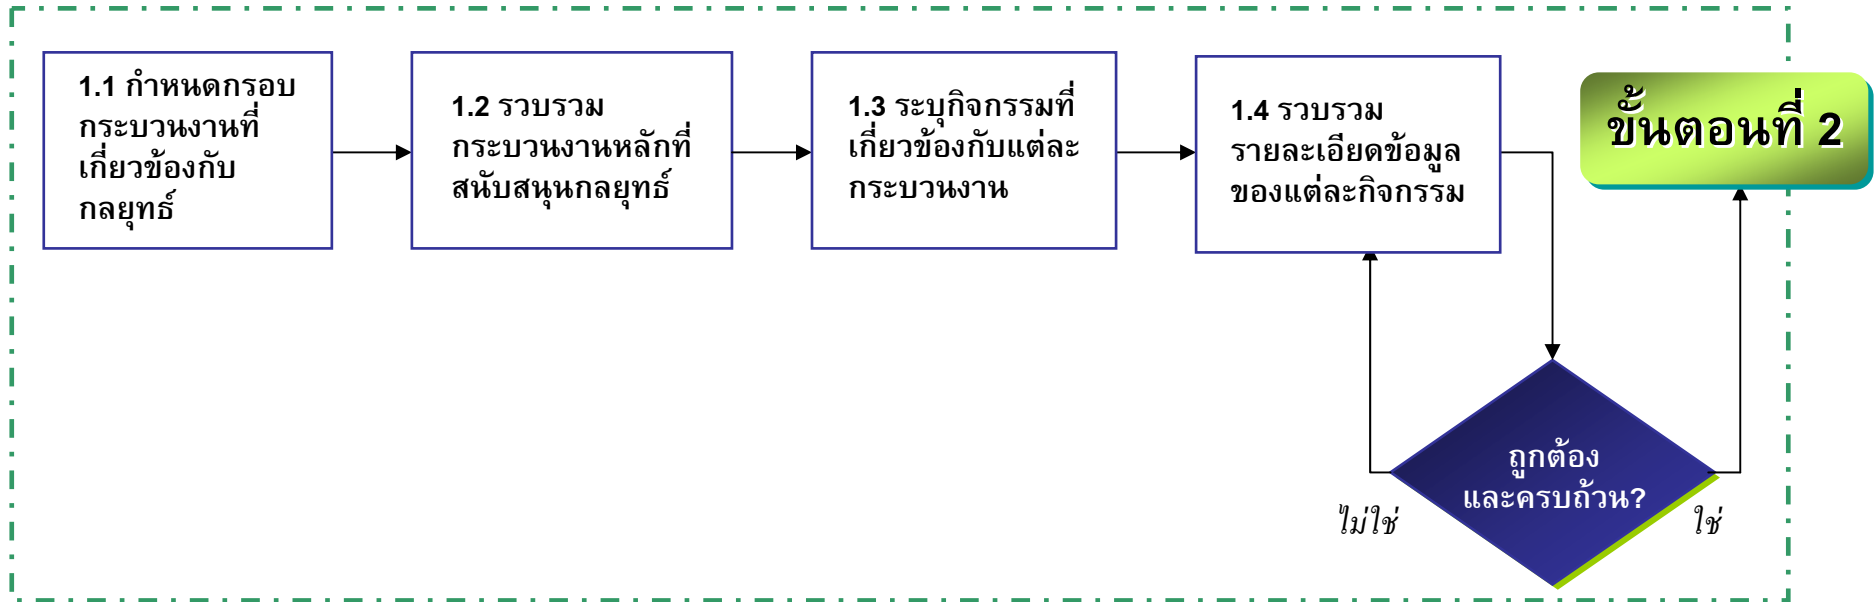 1.1 กำหนดกรอบ
กระบวนงานที่
เกี่ยวข้องกับ
กลยุทธ์
1.2 รวบรวม
กระบวนงานหลักที่
สนับสนุนกลยุทธ์
1.3 ระบุกิจกรรมที่
เกี่ยวข้องกับแต่ละ
กระบวนงาน
1.4 รวบรวม
รายละเอียดข้อมูล
ของแต่ละกิจกรรม
ขั้นตอนที่ 2
ถูกต้อง
และครบถ้วน?
ไม่ใช่
ใช่